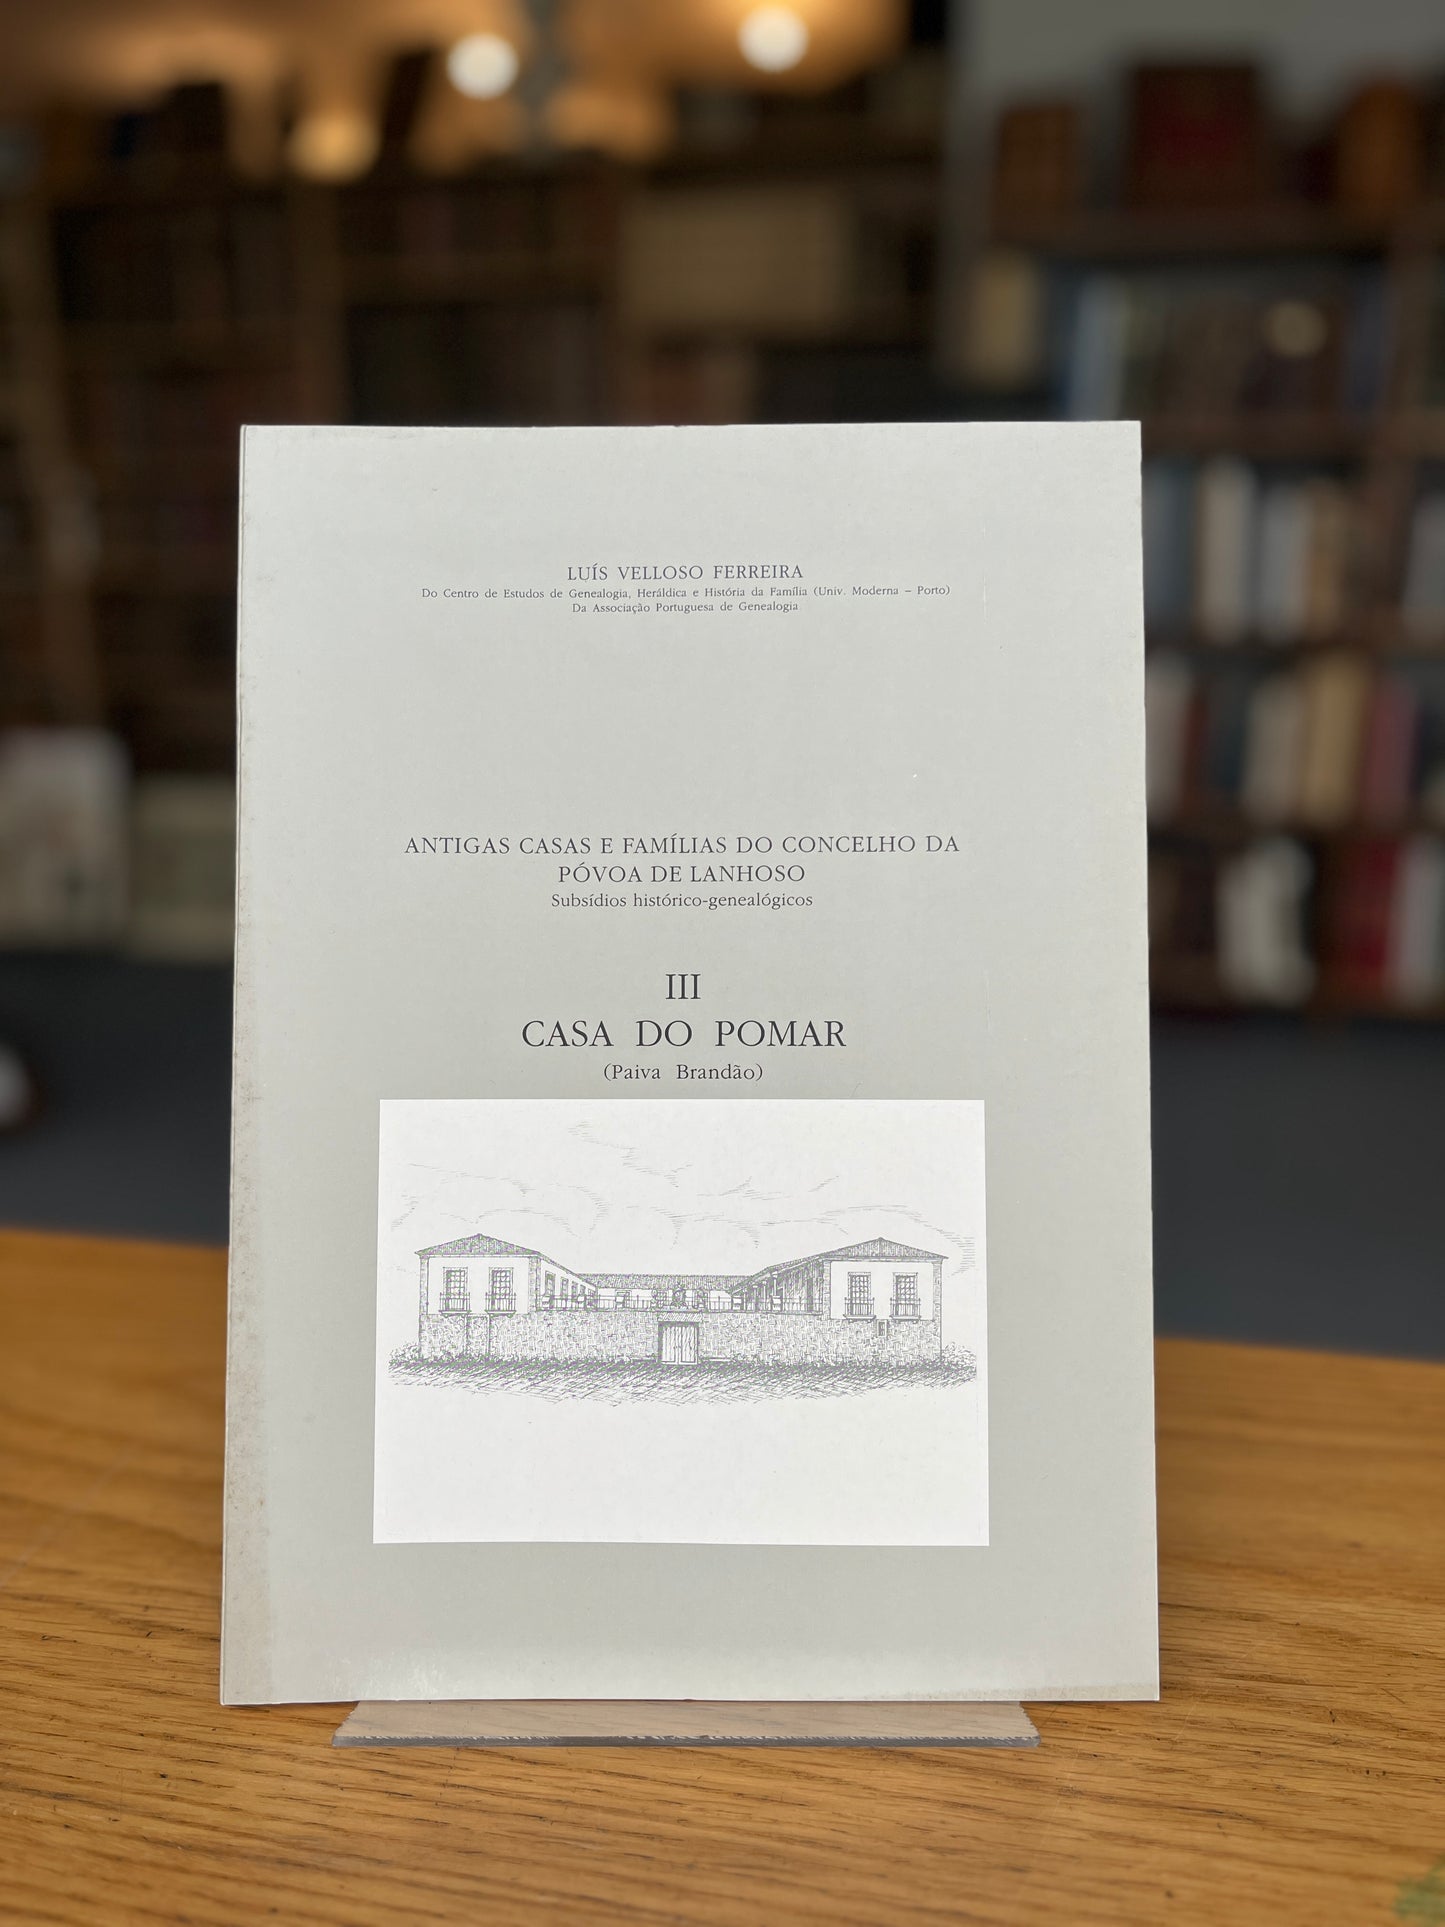 LUÍS VELLOSO FERREIRA
Do Centro de Estudos de Genealogia, Heráldica e História da Família (Univ. Moderna – Porto)
Da Associação Portuguesa de Genealogia
ANTIGAS CASAS E FAMÍLIAS DO CONCELHO DA
PÓVOA DE LANHOSO
Subsídios histórico-genealógicos
III
CASA DO POMAR
(Paiva Brandão)